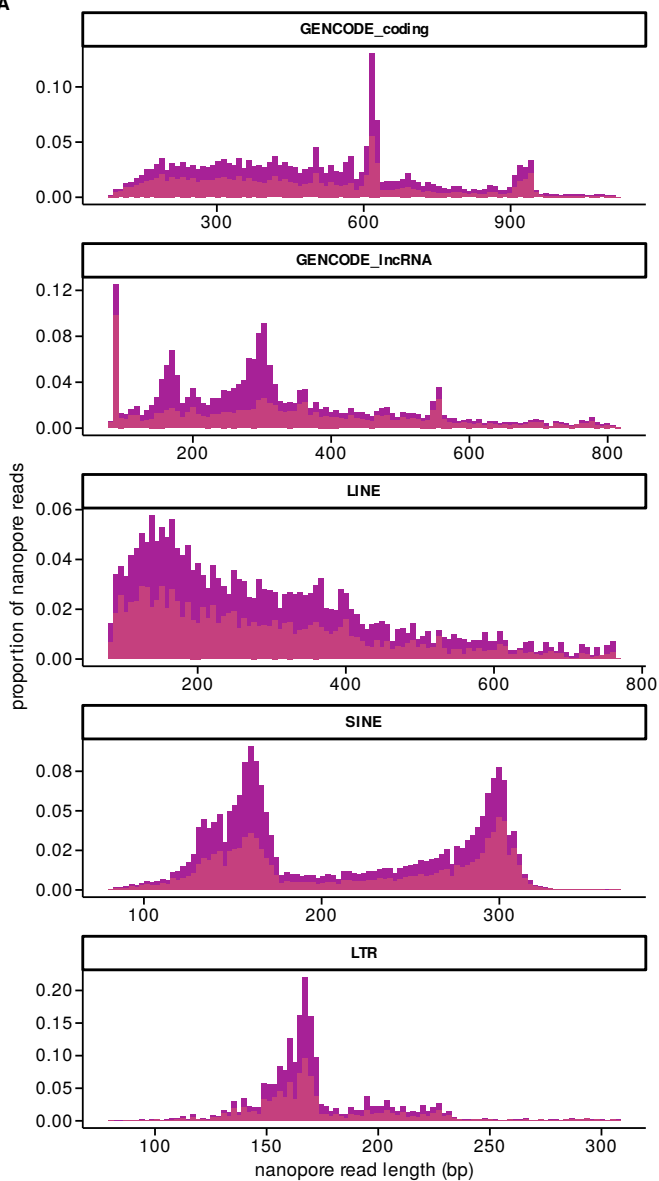 A
GENCODE_coding
0.10
0.05
0.00
300 600 900
GENCODE_lncRNA
0.12
0.08
0.04
0.00
200 400 600 800
LINE
0.06
0.04
0.02
0.00
200 400 600 800
SINE
0.08
0.05
0.02
0.00
100 200 300
LTR
0.20
0.15
0.10
0.05
0.00
100 150 200 250 300
nanopore read length (bp)
proportion of nanopore reads